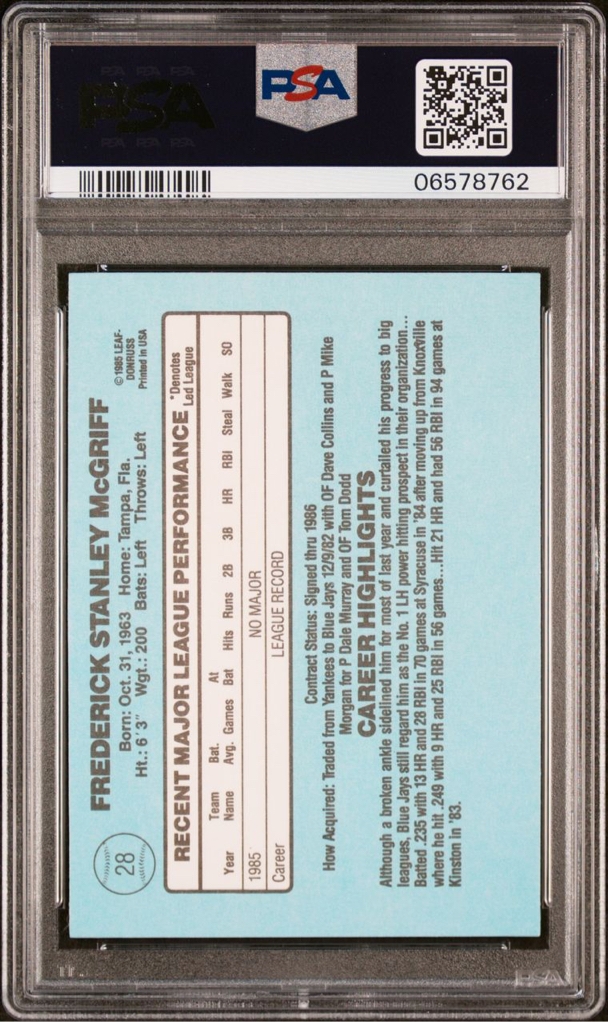 PSA
PSA
06578762
28
FREDERICK STANLEY McGRIFF
Born: Oct. 31, 1963 Home: Tampa, Fla.
Ht.: 6'3" Wgt.: 200 Bats: Left Throws: Left
© 1985 LEAF-
DONRUSS
Printed in USA
RECENT MAJOR LEAGUE PERFORMANCE
*Denotes
Led League
Year Team Name Bat. Avg. Games At Bat Hits Runs 2B 3B HR RBI Steal Walk SO
1985 NO MAJOR
Career LEAGUE RECORD
Contract Status: Signed thru 1986
How Acquired: Traded from Yankees to Blue Jays 12/9/82 with OF Dave Collins and P Mike
Morgan for P Dale Murray and OF Tom Dodd
CAREER HIGHLIGHTS
Although a broken ankle sidelined him for most of last year and curtailed his progress to big
leagues, Blue Jays still regard him as the No. 1 LH power hitting prospect in their organization...
Batted .235 with 13 HR and 28 RBI in 70 games at Syracuse in '84 after moving up from Knoxville
where he hit .249 with 9 HR and 25 RBI in 56 games...Hit 21 HR and had 56 RBI in 94 games at
Kinston in '83.
PSA